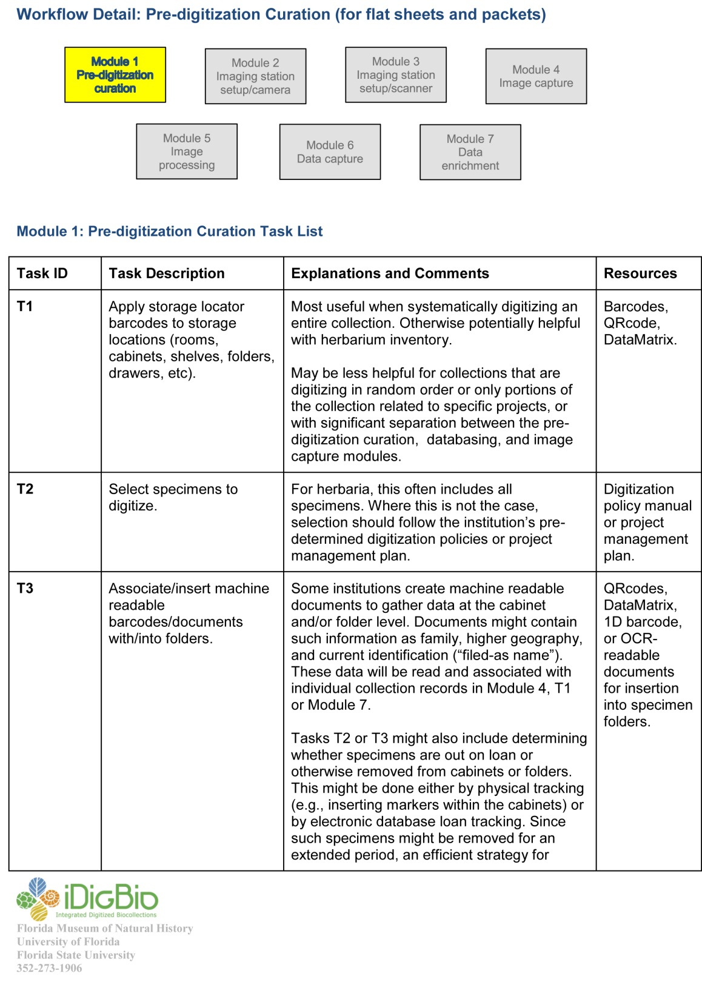 Workflow Detail: Pre-digitization Curation (for flat sheets and packets)
Module 1
Pre-digitization
curation
Module 2
Imaging station
setup/camera
Module 3
Imaging station
setup/scanner
Module 4
Image capture
Module 5
Image
processing
Module 6
Data capture
Module 7
Data
enrichment
Module 1: Pre-digitization Curation Task List
Task ID
Task Description
Explanations and Comments
Resources
T1
Apply storage locator
barcodes to storage
locations (rooms,
cabinets, shelves, folders,
drawers, etc).
Most useful when systematically digitizing an
entire collection. Otherwise potentially helpful
with herbarium inventory.
May be less helpful for collections that are
digitizing in random order or only portions of
the collection related to specific projects, or
with significant separation between the pre-
digitization curation,  databasing, and image
capture modules.
Barcodes,
QRcode,
DataMatrix.
T2
Select specimens to
digitize.
For herbaria, this often includes all
specimens. Where this is not the case,
selection should follow the institution’s pre-
determined digitization policies or project
management plan.
Digitization
policy manual
or project
management
plan.
T3
Associate/insert machine
readable
barcodes/documents
with/into folders.
Some institutions create machine readable
documents to gather data at the cabinet
and/or folder level. Documents might contain
such information as family, higher geography,
and current identification (“filed-as name”).
These data will be read and associated with
individual collection records in Module 4, T1
or Module 7.
Tasks T2 or T3 might also include determining
whether specimens are out on loan or
otherwise removed from cabinets or folders.
This might be done either by physical tracking
(e.g., inserting markers within the cabinets) or
by electronic database loan tracking. Since
such specimens might be removed for an
extended period, an efficient strategy for
QRcodes,
DataMatrix,
1D barcode,
or OCR-
readable
documents
for insertion
into specimen
folders.
iDigBio
Integrated Digitized Biocollections
Florida Museum of Natural History
University of Florida
Florida State University
352-273-1906